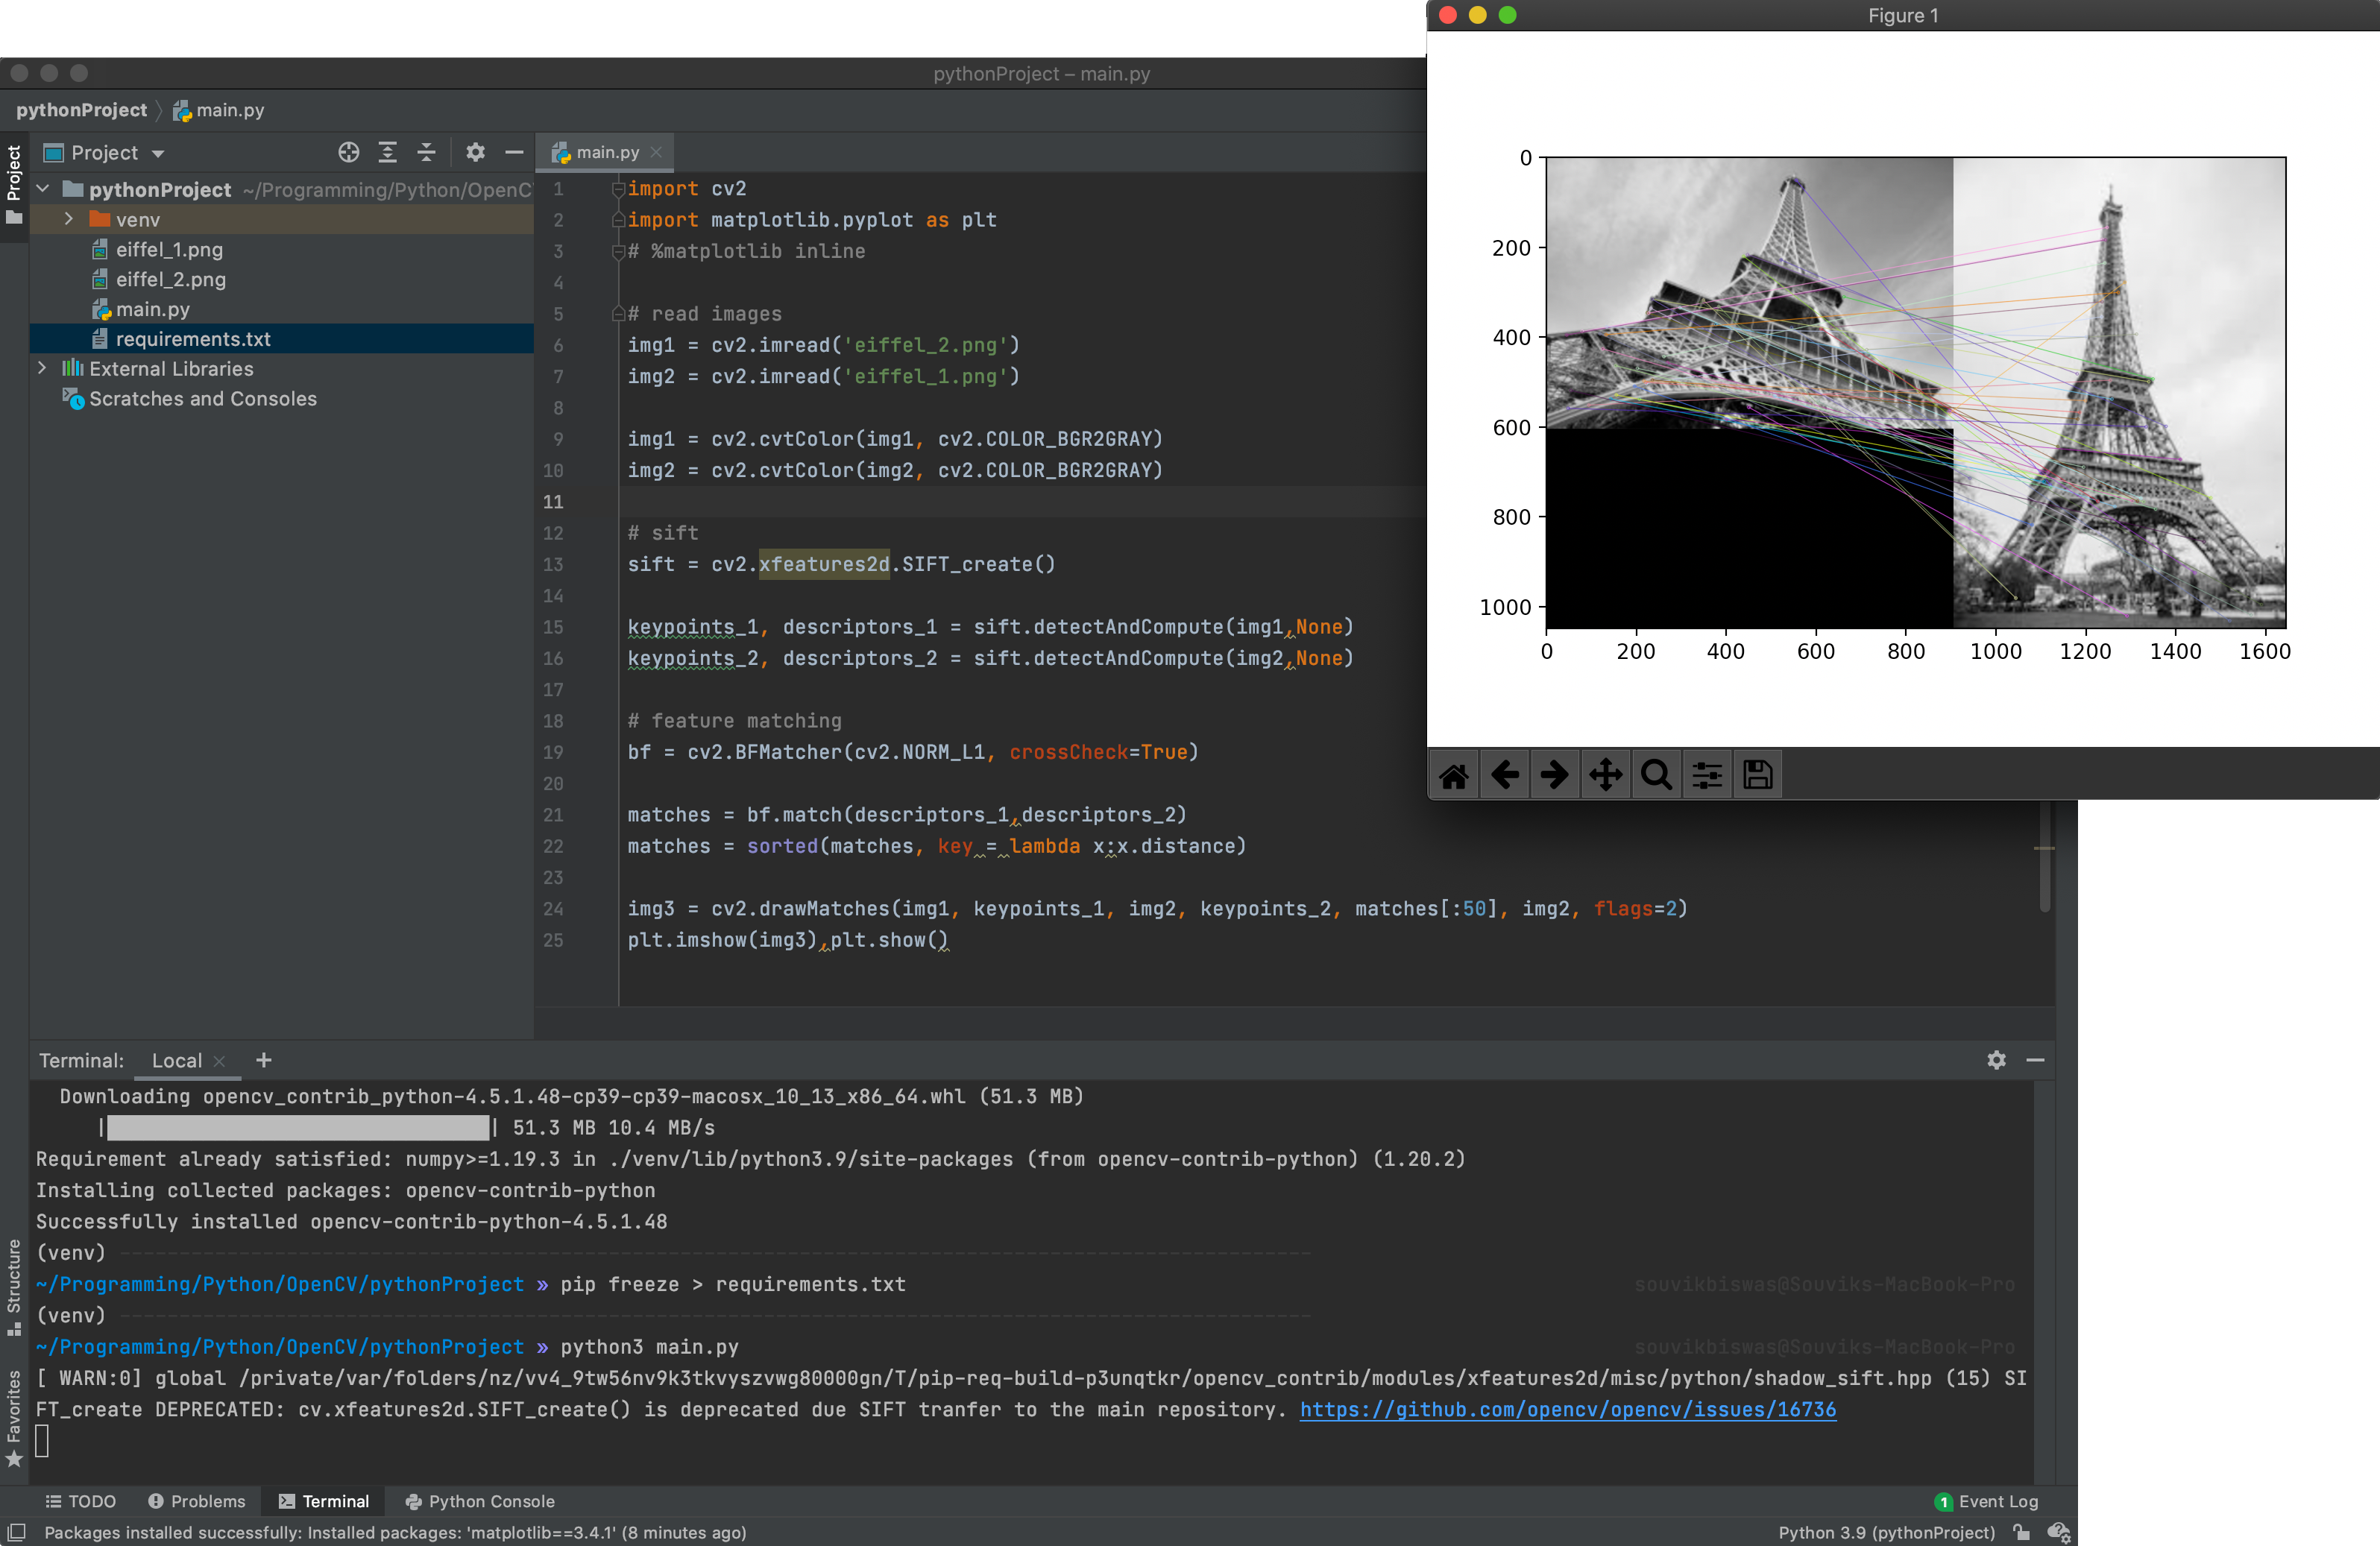 Figure 1
pythonProject – main.py
pythonProject
main.py
Project
Project
main.py
pythonProject ~/Programming/Python/OpenC
venv
eiffel_1.png
eiffel_2.png
main.py
requirements.txt
External Libraries
Scratches and Consoles
1 import cv2
2 import matplotlib.pyplot as plt
3 # %matplotlib inline
4
5 # read images
6 img1 = cv2.imread('eiffel_2.png')
7 img2 = cv2.imread('eiffel_1.png')
8
9 img1 = cv2.cvtColor(img1, cv2.COLOR_BGR2GRAY)
10 img2 = cv2.cvtColor(img2, cv2.COLOR_BGR2GRAY)
11
12 # sift
13 sift = cv2.xfeatures2d.SIFT_create()
14
15 keypoints_1, descriptors_1 = sift.detectAndCompute(img1,None)
16 keypoints_2, descriptors_2 = sift.detectAndCompute(img2,None)
17
18 # feature matching
19 bf = cv2.BFMatcher(cv2.NORM_L1, crossCheck=True)
20
21 matches = bf.match(descriptors_1,descriptors_2)
22 matches = sorted(matches, key = lambda x:x.distance)
23
24 img3 = cv2.drawMatches(img1, keypoints_1, img2, keypoints_2, matches[:50], img2, flags=2)
25 plt.imshow(img3),plt.show()
0
200
400
600
800
1000
0 200 400 600 800 1000 1200 1400 1600
Terminal: Local
Downloading opencv_contrib_python-4.5.1.48-cp39-cp39-macosx_10_13_x86_64.whl (51.3 MB)
| | 51.3 MB 10.4 MB/s
Requirement already satisfied: numpy>=1.19.3 in ./venv/lib/python3.9/site-packages (from opencv-contrib-python) (1.20.2)
Installing collected packages: opencv-contrib-python
Successfully installed opencv-contrib-python-4.5.1.48
(venv)
~/Programming/Python/OpenCV/pythonProject » pip freeze > requirements.txt souvikbiswas@Souviks-MacBook-Pro
(venv)
~/Programming/Python/OpenCV/pythonProject » python3 main.py souvikbiswas@Souviks-MacBook-Pro
[ WARN:0] global /private/var/folders/nz/vv4_9tw56nv9k3tkvyszvwg80000gn/T/pip-req-build-p3unqtkr/opencv_contrib/modules/xfeatures2d/misc/python/shadow_sift.hpp (15) SI
FT_create DEPRECATED: cv.xfeatures2d.SIFT_create() is deprecated due SIFT tranfer to the main repository. https://github.com/opencv/opencv/issues/16736
Structure
Favorites
TODO Problems Terminal Python Console 1 Event Log
Packages installed successfully: Installed packages: 'matplotlib==3.4.1' (8 minutes ago) Python 3.9 (pythonProject)